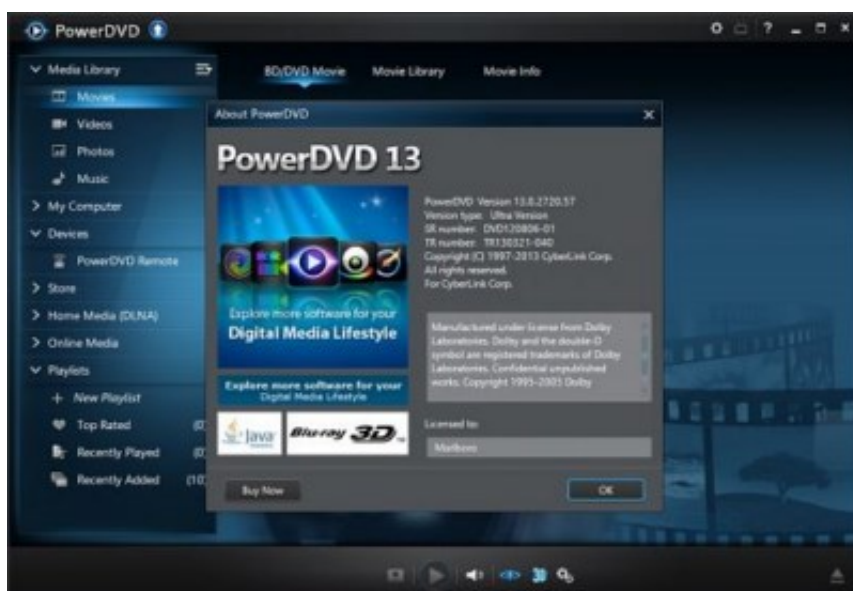 PowerDVD
?
Media Library
BD/DVD Movie
Movie Library
Movie Info
Movies
Videos
Photos
Music
My Computer
Devices
PowerDVD Remote
Store
Home Media (DLNA)
Online Media
Playlists
+ New Playlist
Top Rated
Recently Played
Recently Added
About PowerDVD
PowerDVD 13
Explore more software for your
Digital Media Lifestyle
Explore more software for your
Digital Media Lifestyle
Java
Blu-ray 3D
PowerDVD Version 13.0.2720.57
Version type: Ultra Version
SR number: DVD120806-01
TR number: TR130321-040
Copyright (C) 1997-2013 CyberLink Corp.
All rights reserved.
For CyberLink Corp.
Manufactured under license from Dolby
Laboratories. Dolby and the double-D
symbol are registered trademarks of Dolby
Laboratories. Confidential unpublished
works. Copyright 1995-2005 Dolby
Licensed to:
Buy Now
OK
3D